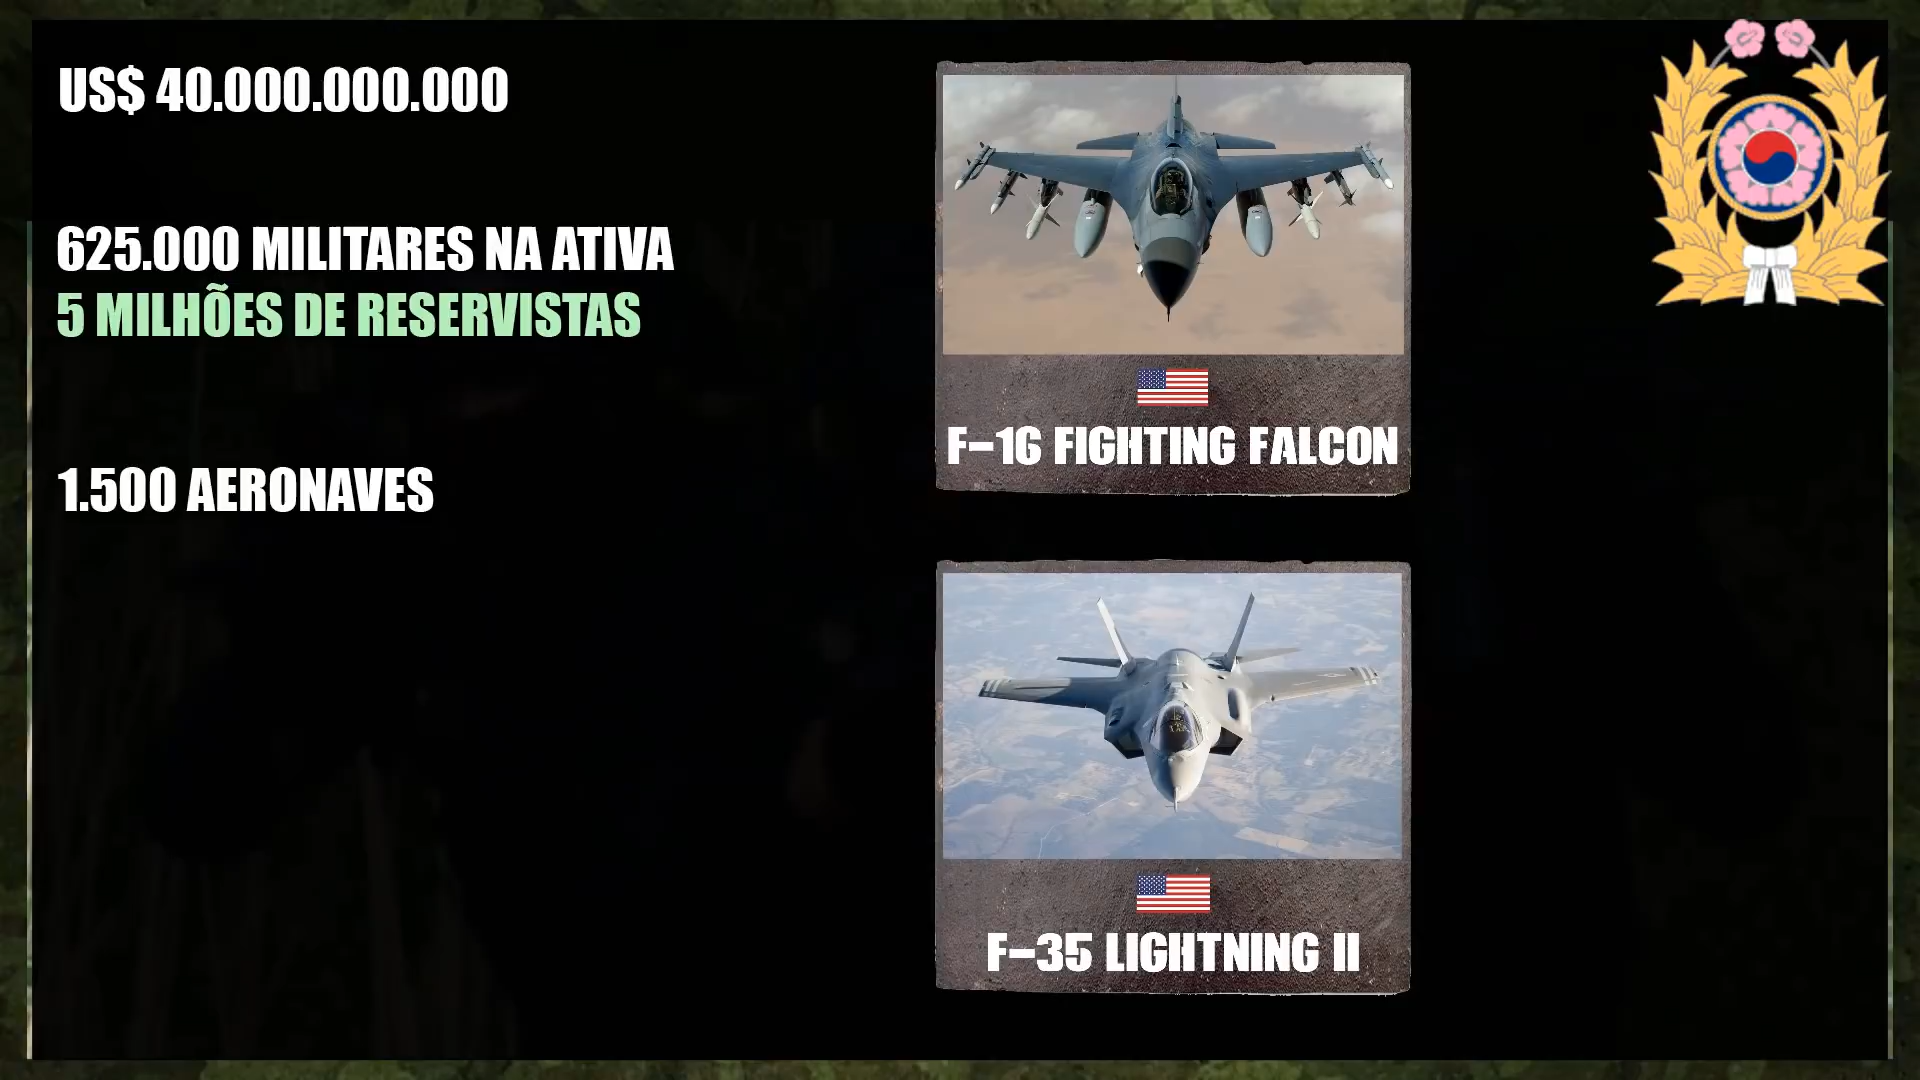 US$ 40.000.000.000
625.000 MILITARES NA ATIVA
5 MILHÕES DE RESERVISTAS
1.500 AERONAVES
F-16 FIGHTING FALCON
F-35 LIGHTNING II